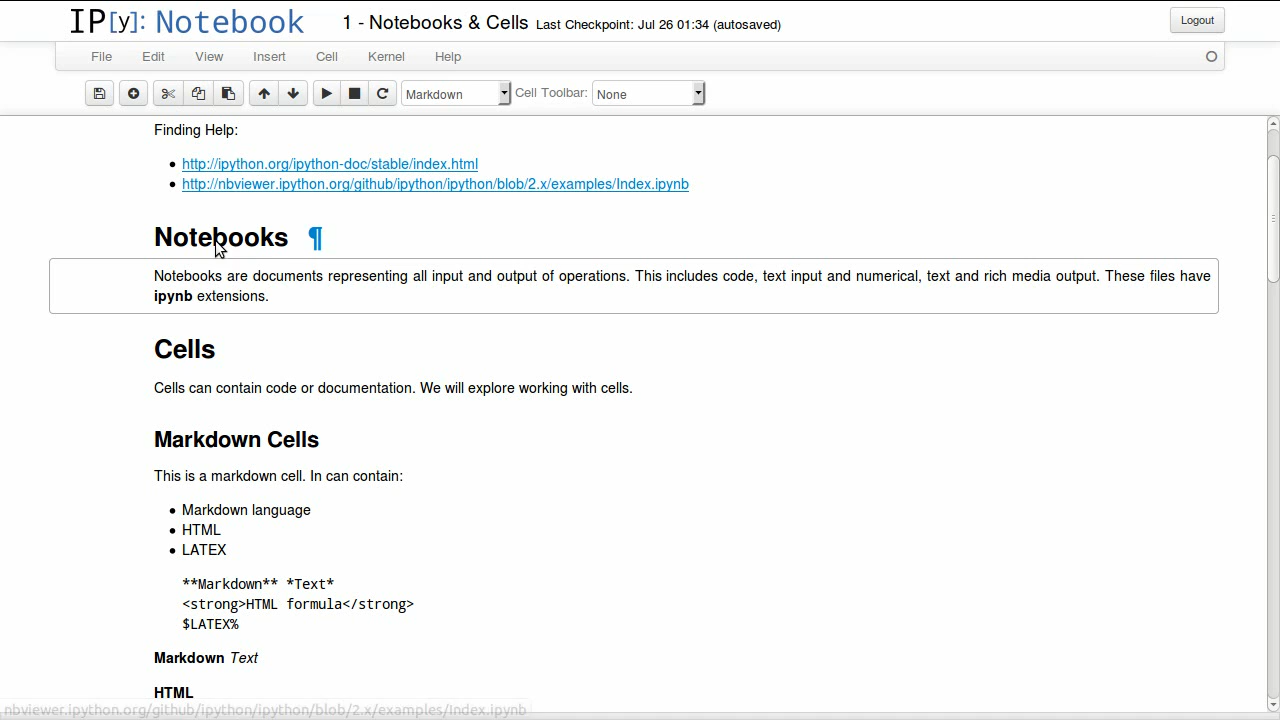 IP[y]: Notebook
1 - Notebooks & Cells Last Checkpoint: Jul 26 01:34 (autosaved)
Logout
File Edit View Insert Cell Kernel Help
Markdown Cell Toolbar: None
Finding Help:
http://ipython.org/ipython-doc/stable/index.html
http://nbviewer.ipython.org/github/ipython/ipython/blob/2.x/examples/Index.ipynb
Notebooks ¶
Notebooks are documents representing all input and output of operations. This includes code, text input and numerical, text and rich media output. These files have
ipynb extensions.
Cells
Cells can contain code or documentation. We will explore working with cells.
Markdown Cells
This is a markdown cell. In can contain:
Markdown language
HTML
LATEX
**Markdown** *Text*
<strong>HTML formula</strong>
$LATEX%
Markdown Text
HTML
nbviewer.ipython.org/github/ipython/ipython/blob/2.x/examples/Index.ipynb